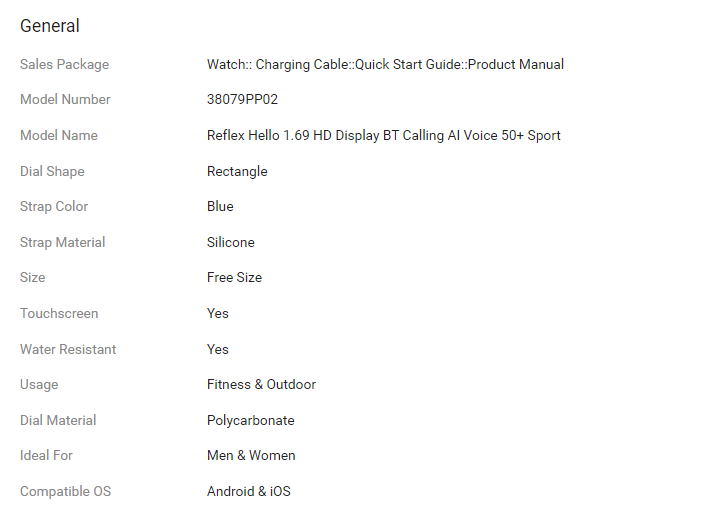 General
Sales Package Watch:: Charging Cable::Quick Start Guide::Product Manual
Model Number 38079PP02
Model Name Reflex Hello 1.69 HD Display BT Calling AI Voice 50+ Sport
Dial Shape Rectangle
Strap Color Blue
Strap Material Silicone
Size Free Size
Touchscreen Yes
Water Resistant Yes
Usage Fitness & Outdoor
Dial Material Polycarbonate
Ideal For Men & Women
Compatible OS Android & iOS